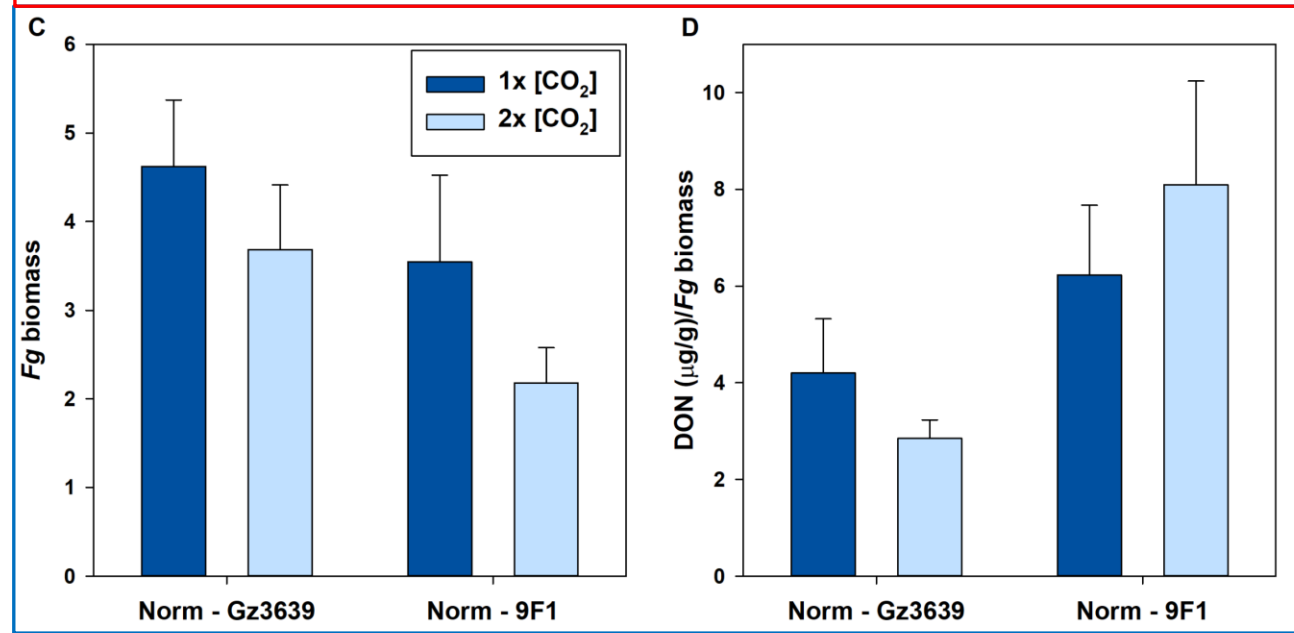 C
6
5
4
3
2
1
0
Fg biomass
1x [CO₂]
2x [CO₂]
Norm - Gz3639
Norm - 9F1
D
10
8
6
4
2
0
DON (μg/g)/Fg biomass
Norm - Gz3639
Norm - 9F1